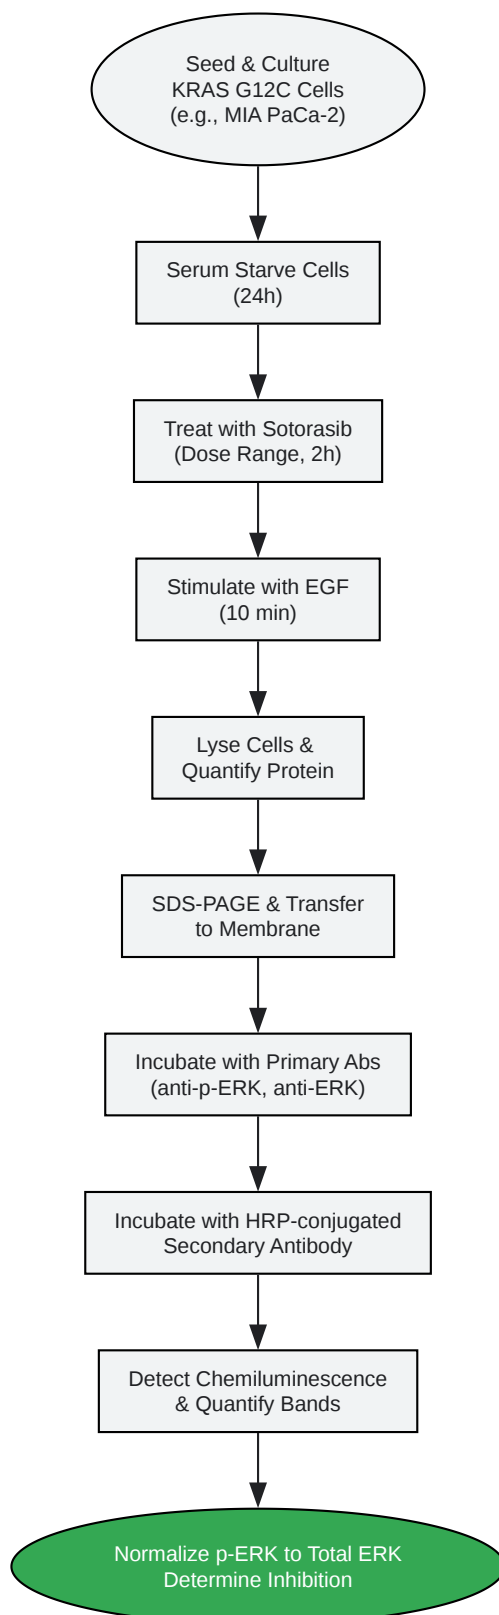 Seed & Culture
KRAS G12C Cells
(e.g., MIA PaCa-2)
Serum Starve Cells
(24h)
Treat with Sotorasib
(Dose Range, 2h)
Stimulate with EGF
(10 min)
Lyse Cells &
Quantify Protein
SDS-PAGE & Transfer
to Membrane
Incubate with Primary Abs
(anti-p-ERK, anti-ERK)
Incubate with HRP-conjugated
Secondary Antibody
Detect Chemiluminescence
& Quantify Bands
Normalize p-ERK to Total ERK
Determine Inhibition